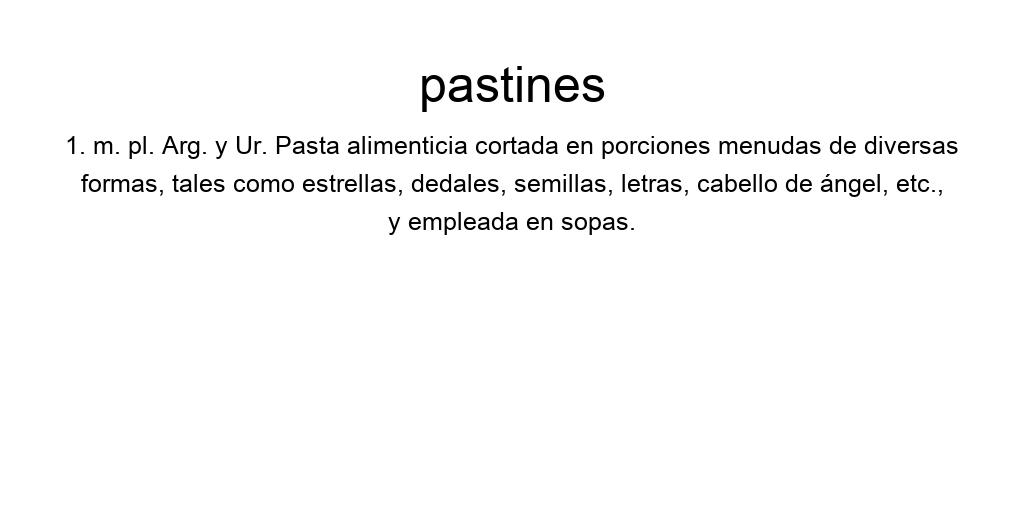 pastines
1. m. pl. Arg. y Ur. Pasta alimenticia cortada en porciones menudas de diversas
formas, tales como estrellas, dedales, semillas, letras, cabello de ángel, etc.,
y empleada en sopas.